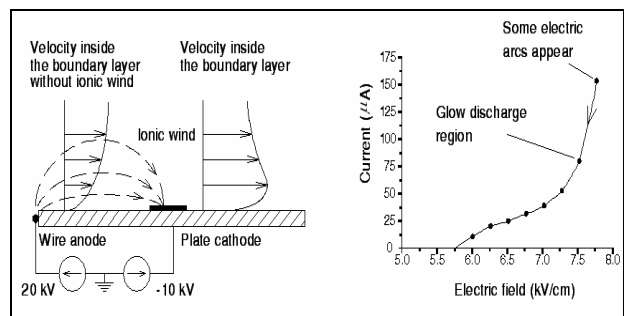 Velocity inside
the boundary layer
without ionic wind
Velocity inside
the boundary layer
Ionic wind
Wire anode
Plate cathode
20 kV
-10 kV
Some electric
arcs appear
Glow discharge
region
Current (μA)
175
150
125
100
75
50
25
0
5.0 5.5 6.0 6.5 7.0 7.5 8.0
Electric field (kV/cm)